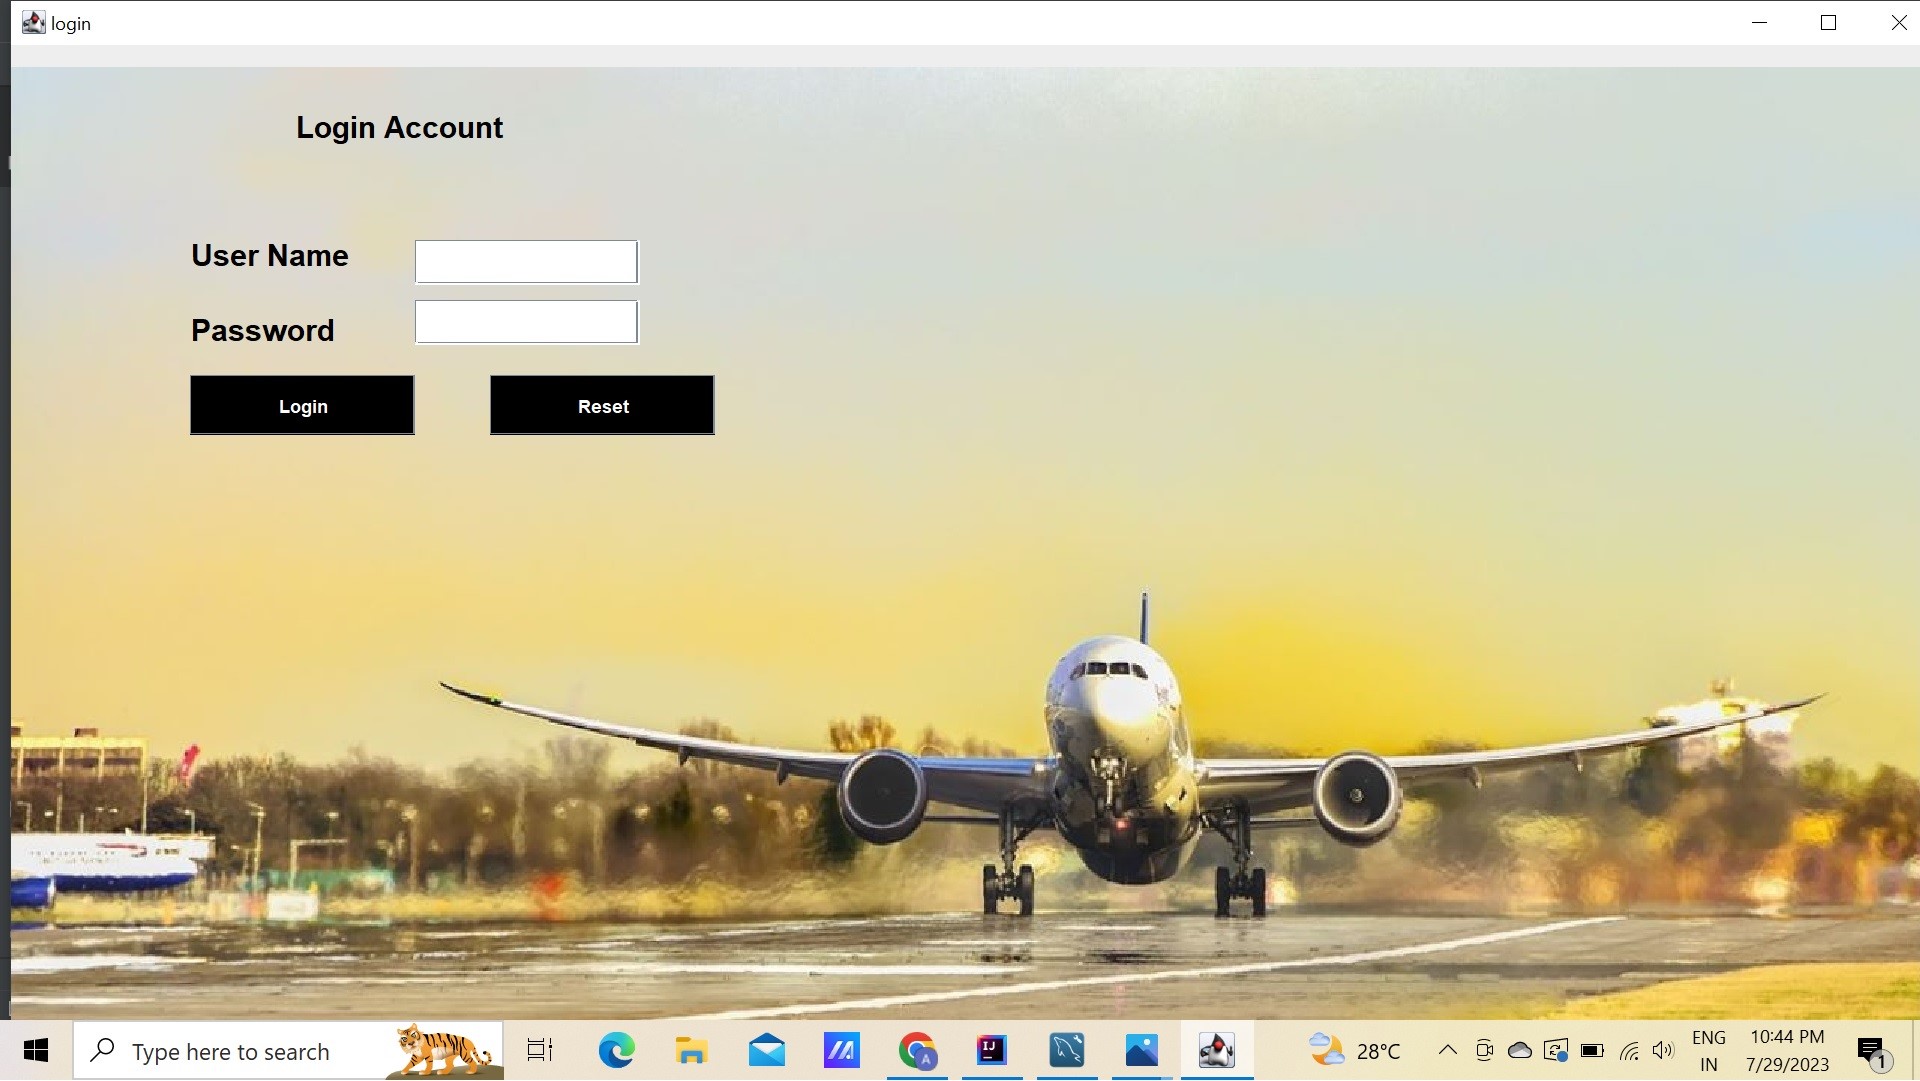 login
Login Account
User Name
Password
Login
Reset
Type here to search
A
IJ
28°C
ENG
IN
10:44 PM
7/29/2023
1